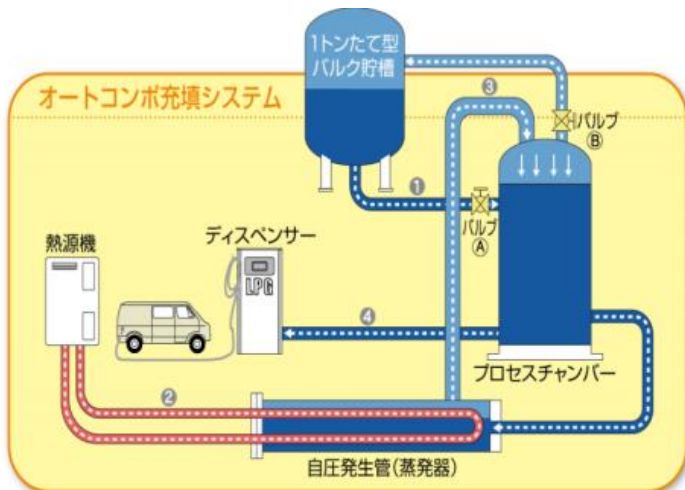 1トンたて型
バルク貯槽
オートコンポ充填システム
③
バルブ
Ⓑ
①
バルブ
Ⓐ
熱源機
ディスペンサー
LPG
④
プロセスチャンバー
②
自圧発生管(蒸発器)